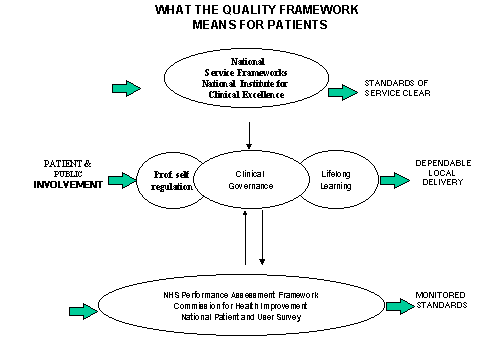 WHAT THE QUALITY FRAMEWORK
MEANS FOR PATIENTS
National
Service Frameworks
National Institute for
Clinical Excellence
STANDARDS OF
SERVICE CLEAR
PATIENT &
PUBLIC
INVOLVEMENT
Prof. self
regulation
Clinical
Governance
Lifelong
Learning
DEPENDABLE
LOCAL
DELIVERY
NHS Performance Assessment Framework
Commission for Health Improvement
National Patient and User Survey
MONITORED
STANDARDS